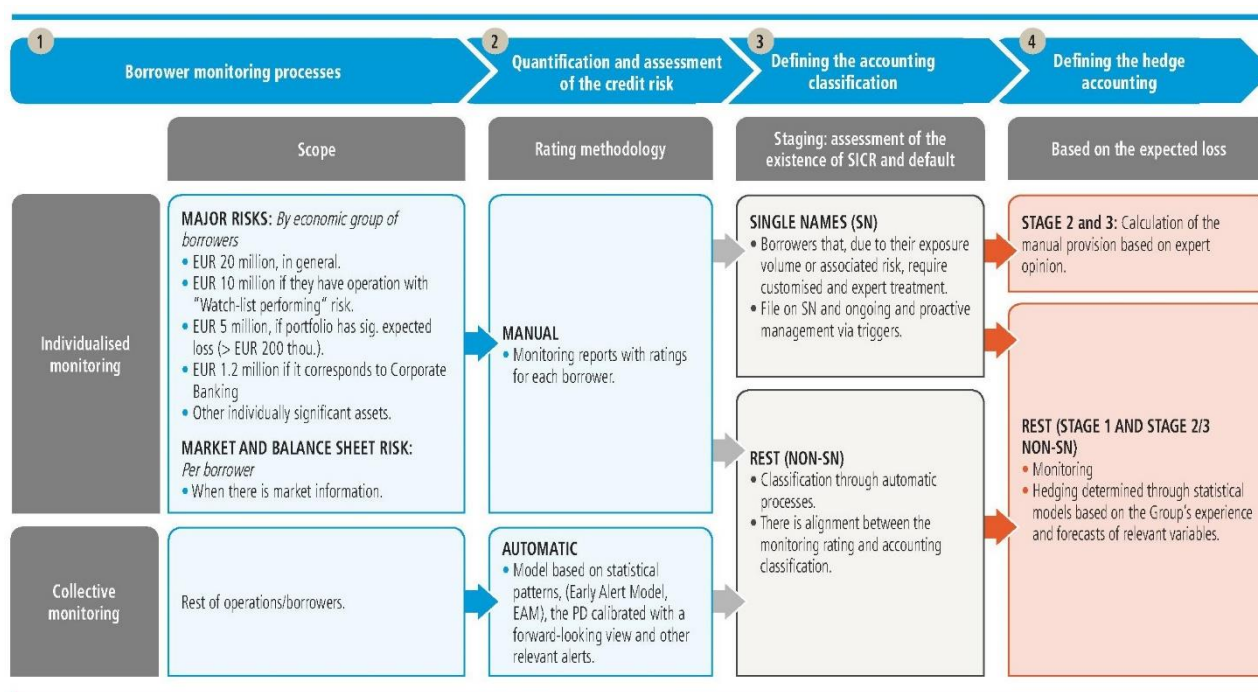 1
Borrower monitoring processes
2
Quantification and assessment
of the credit risk
3
Defining the accounting
classification
4
Defining the hedge
accounting
Scope
Rating methodology
Staging: assessment of the
existence of SICR and default
Based on the expected loss
Individualised
monitoring
MAJOR RISKS: By economic group of
borrowers
• EUR 20 million, in general.
• EUR 10 million if they have operation with
"Watch-list performing" risk.
• EUR 5 million, if portfolio has sig. expected
loss (> EUR 200 thou.).
• EUR 1.2 million if it corresponds to Corporate
Banking
• Other individually significant assets.
MARKET AND BALANCE SHEET RISK:
Per borrower
• When there is market information.
MANUAL
• Monitoring reports with ratings
for each borrower.
SINGLE NAMES (SN)
• Borrowers that, due to their exposure
volume or associated risk, require
customised and expert treatment.
• File on SN and ongoing and proactive
management via triggers.
STAGE 2 and 3: Calculation of the
manual provision based on expert
opinion.
REST (NON-SN)
• Classification through automatic
processes.
• There is alignment between the
monitoring rating and accounting
classification.
REST (STAGE 1 AND STAGE 2/3
NON-SN)
• Monitoring
• Hedging determined through statistical
models based on the Group's experience
and forecasts of relevant variables.
Collective
monitoring
Rest of operations/borrowers.
AUTOMATIC
• Model based on statistical
patterns, (Early Alert Model,
EAM), the PD calibrated with a
forward-looking view and other
relevant alerts.